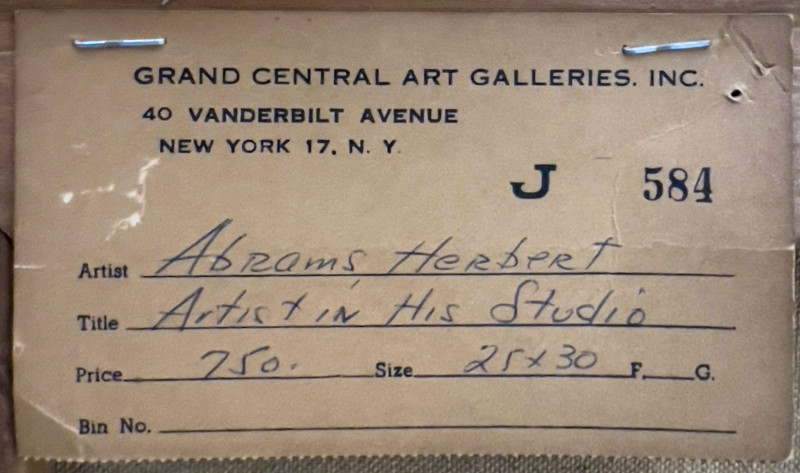 GRAND CENTRAL ART GALLERIES. INC.
40 VANDERBILT AVENUE
NEW YORK 17, N. Y.
J 584
Artist Abrams, Herbert
Title Artist in His Studio
Price 750. Size 25x30 F. G.
Bin No.